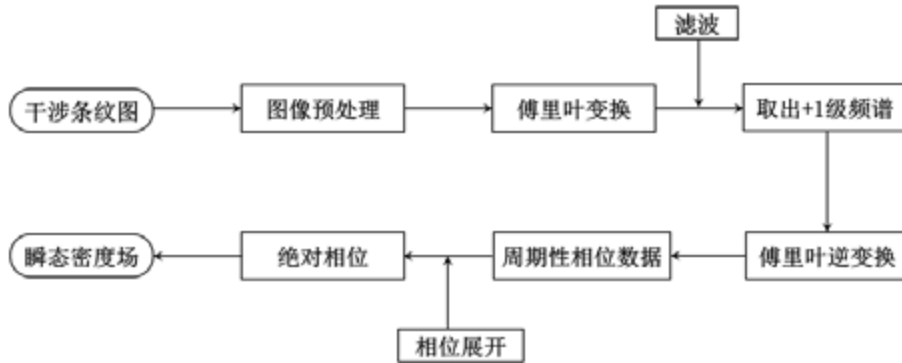 滤波
干涉条纹图
图像预处理
傅里叶变换
取出+1级频谱
瞬态密度场
绝对相位
周期性相位数据
傅里叶逆变换
相位展开